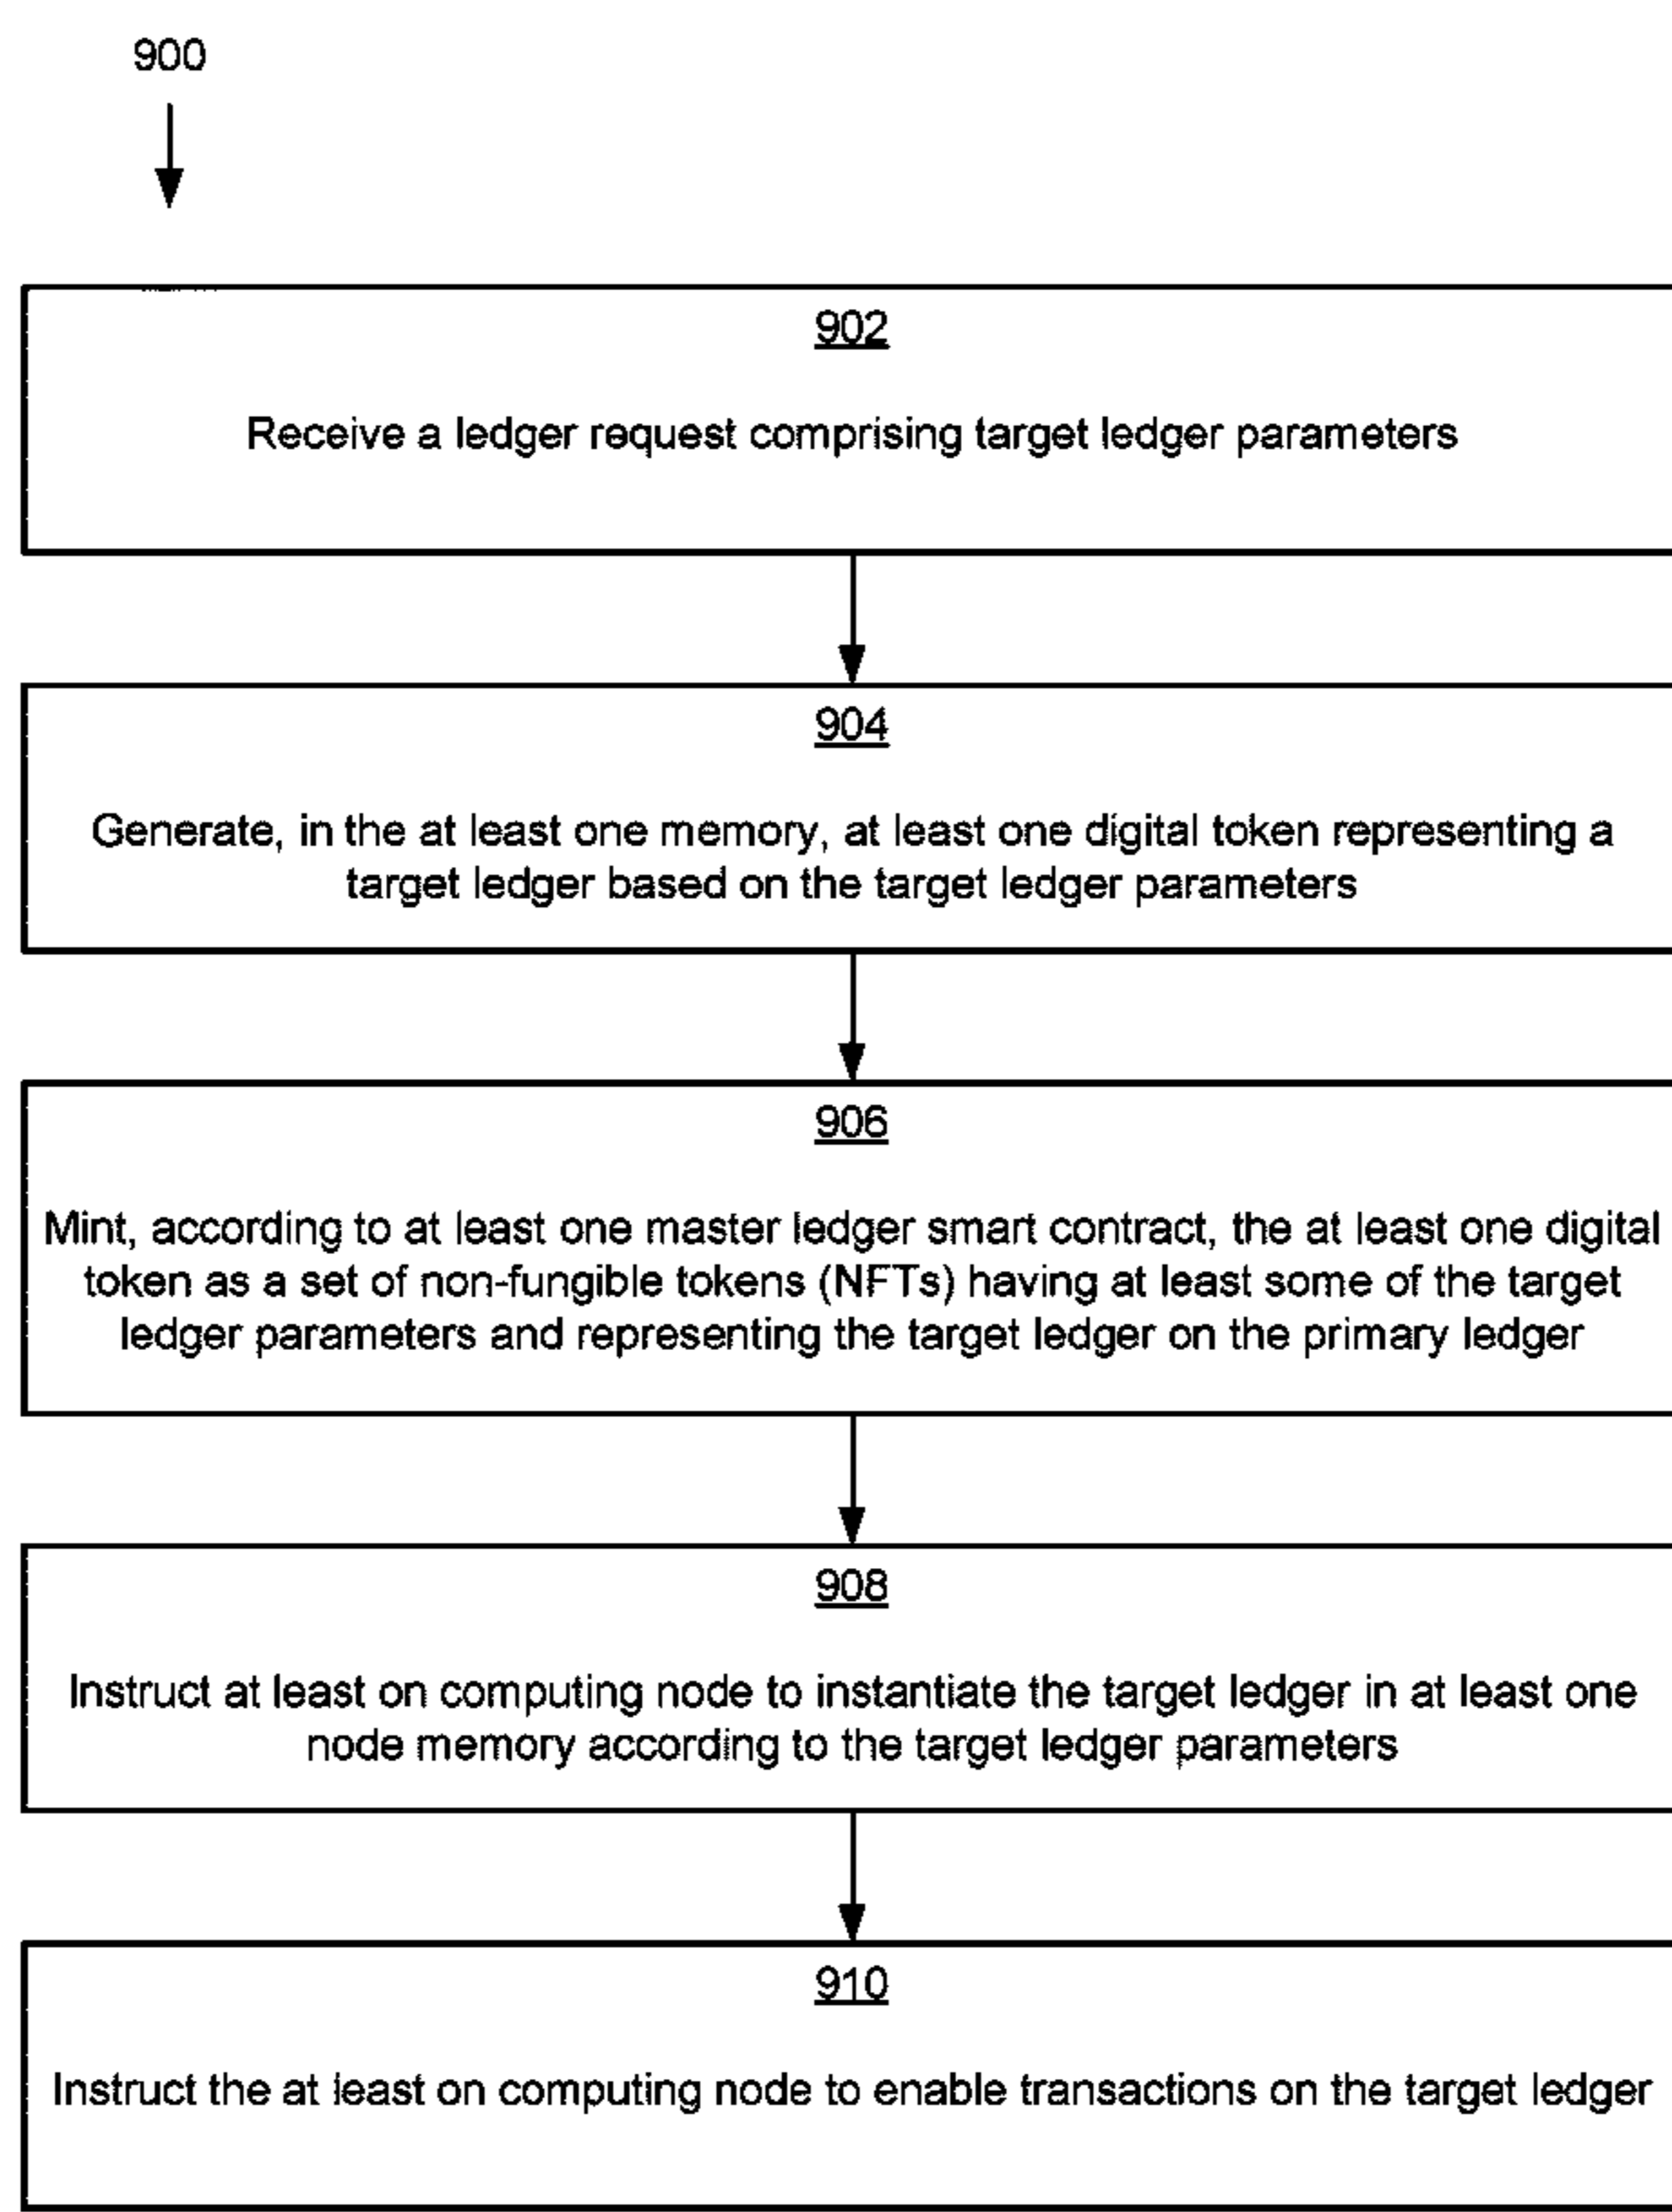 900
902
Receive a ledger request comprising target ledger parameters
904
Generate, in the at least one memory, at least one digital token representing a
target ledger based on the target ledger parameters
906
Mint, according to at least one master ledger smart contract, the at least one digital
token as a set of non-fungible tokens (NFTs) having at least some of the target
ledger parameters and representing the target ledger on the primary ledger
908
Instruct at least on computing node to instantiate the target ledger in at least one
node memory according to the target ledger parameters
910
Instruct the at least on computing node to enable transactions on the target ledger